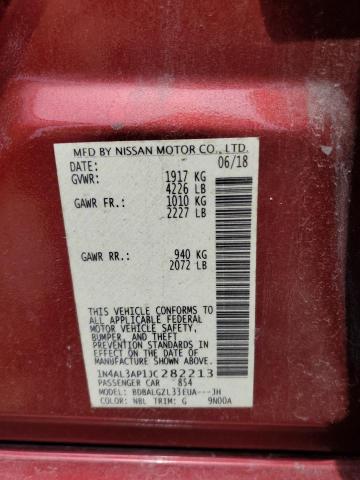 MFD BY NISSAN MOTOR CO., LTD.
DATE: 06/18
GVWR: 1917 KG
4226 LB
GAWR FR.: 1010 KG
2227 LB
GAWR RR.: 940 KG
2072 LB
THIS VEHICLE CONFORMS TO
ALL APPLICABLE FEDERAL
MOTOR VEHICLE SAFETY,
BUMPER, AND THEFT
PREVENTION STANDARDS IN
EFFECT ON THE DATE OF
MANUFACTURE SHOWN ABOVE.
1N4AL3AP1JC282213
PASSENGER CAR 854
MODEL: BDBALGZL33EUA---JH
COLOR: NBL TRIM: G 9N00A